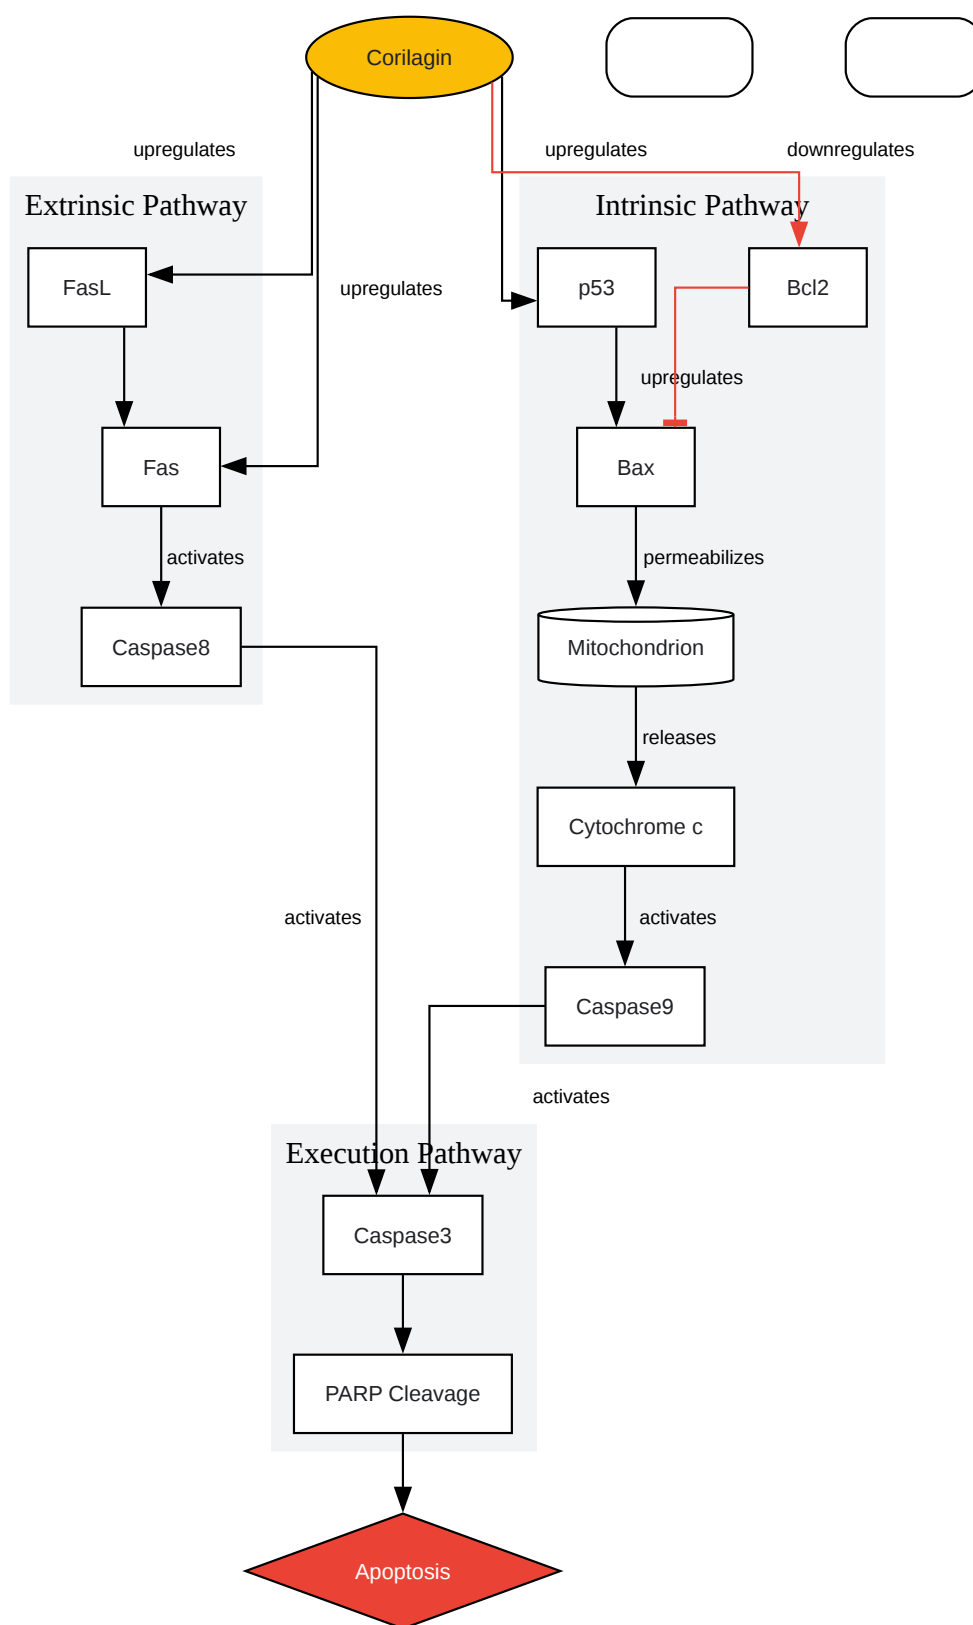 Corilagin
upregulates
upregulates
downregulates
Extrinsic Pathway
Intrinsic Pathway
FasL
upregulates
p53
Bcl2
upregulates
Fas
Bax
activates
permeabilizes
Caspase8
Mitochondrion
releases
Cytochrome c
activates
activates
Caspase9
activates
Execution Pathway
Caspase3
PARP Cleavage
Apoptosis